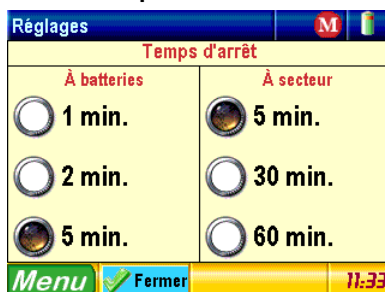 Réglages M
Temps d'arrêt
À batteries À secteur
1 min. 5 min.
2 min. 30 min.
5 min. 60 min.
Menu Fermer 11:33